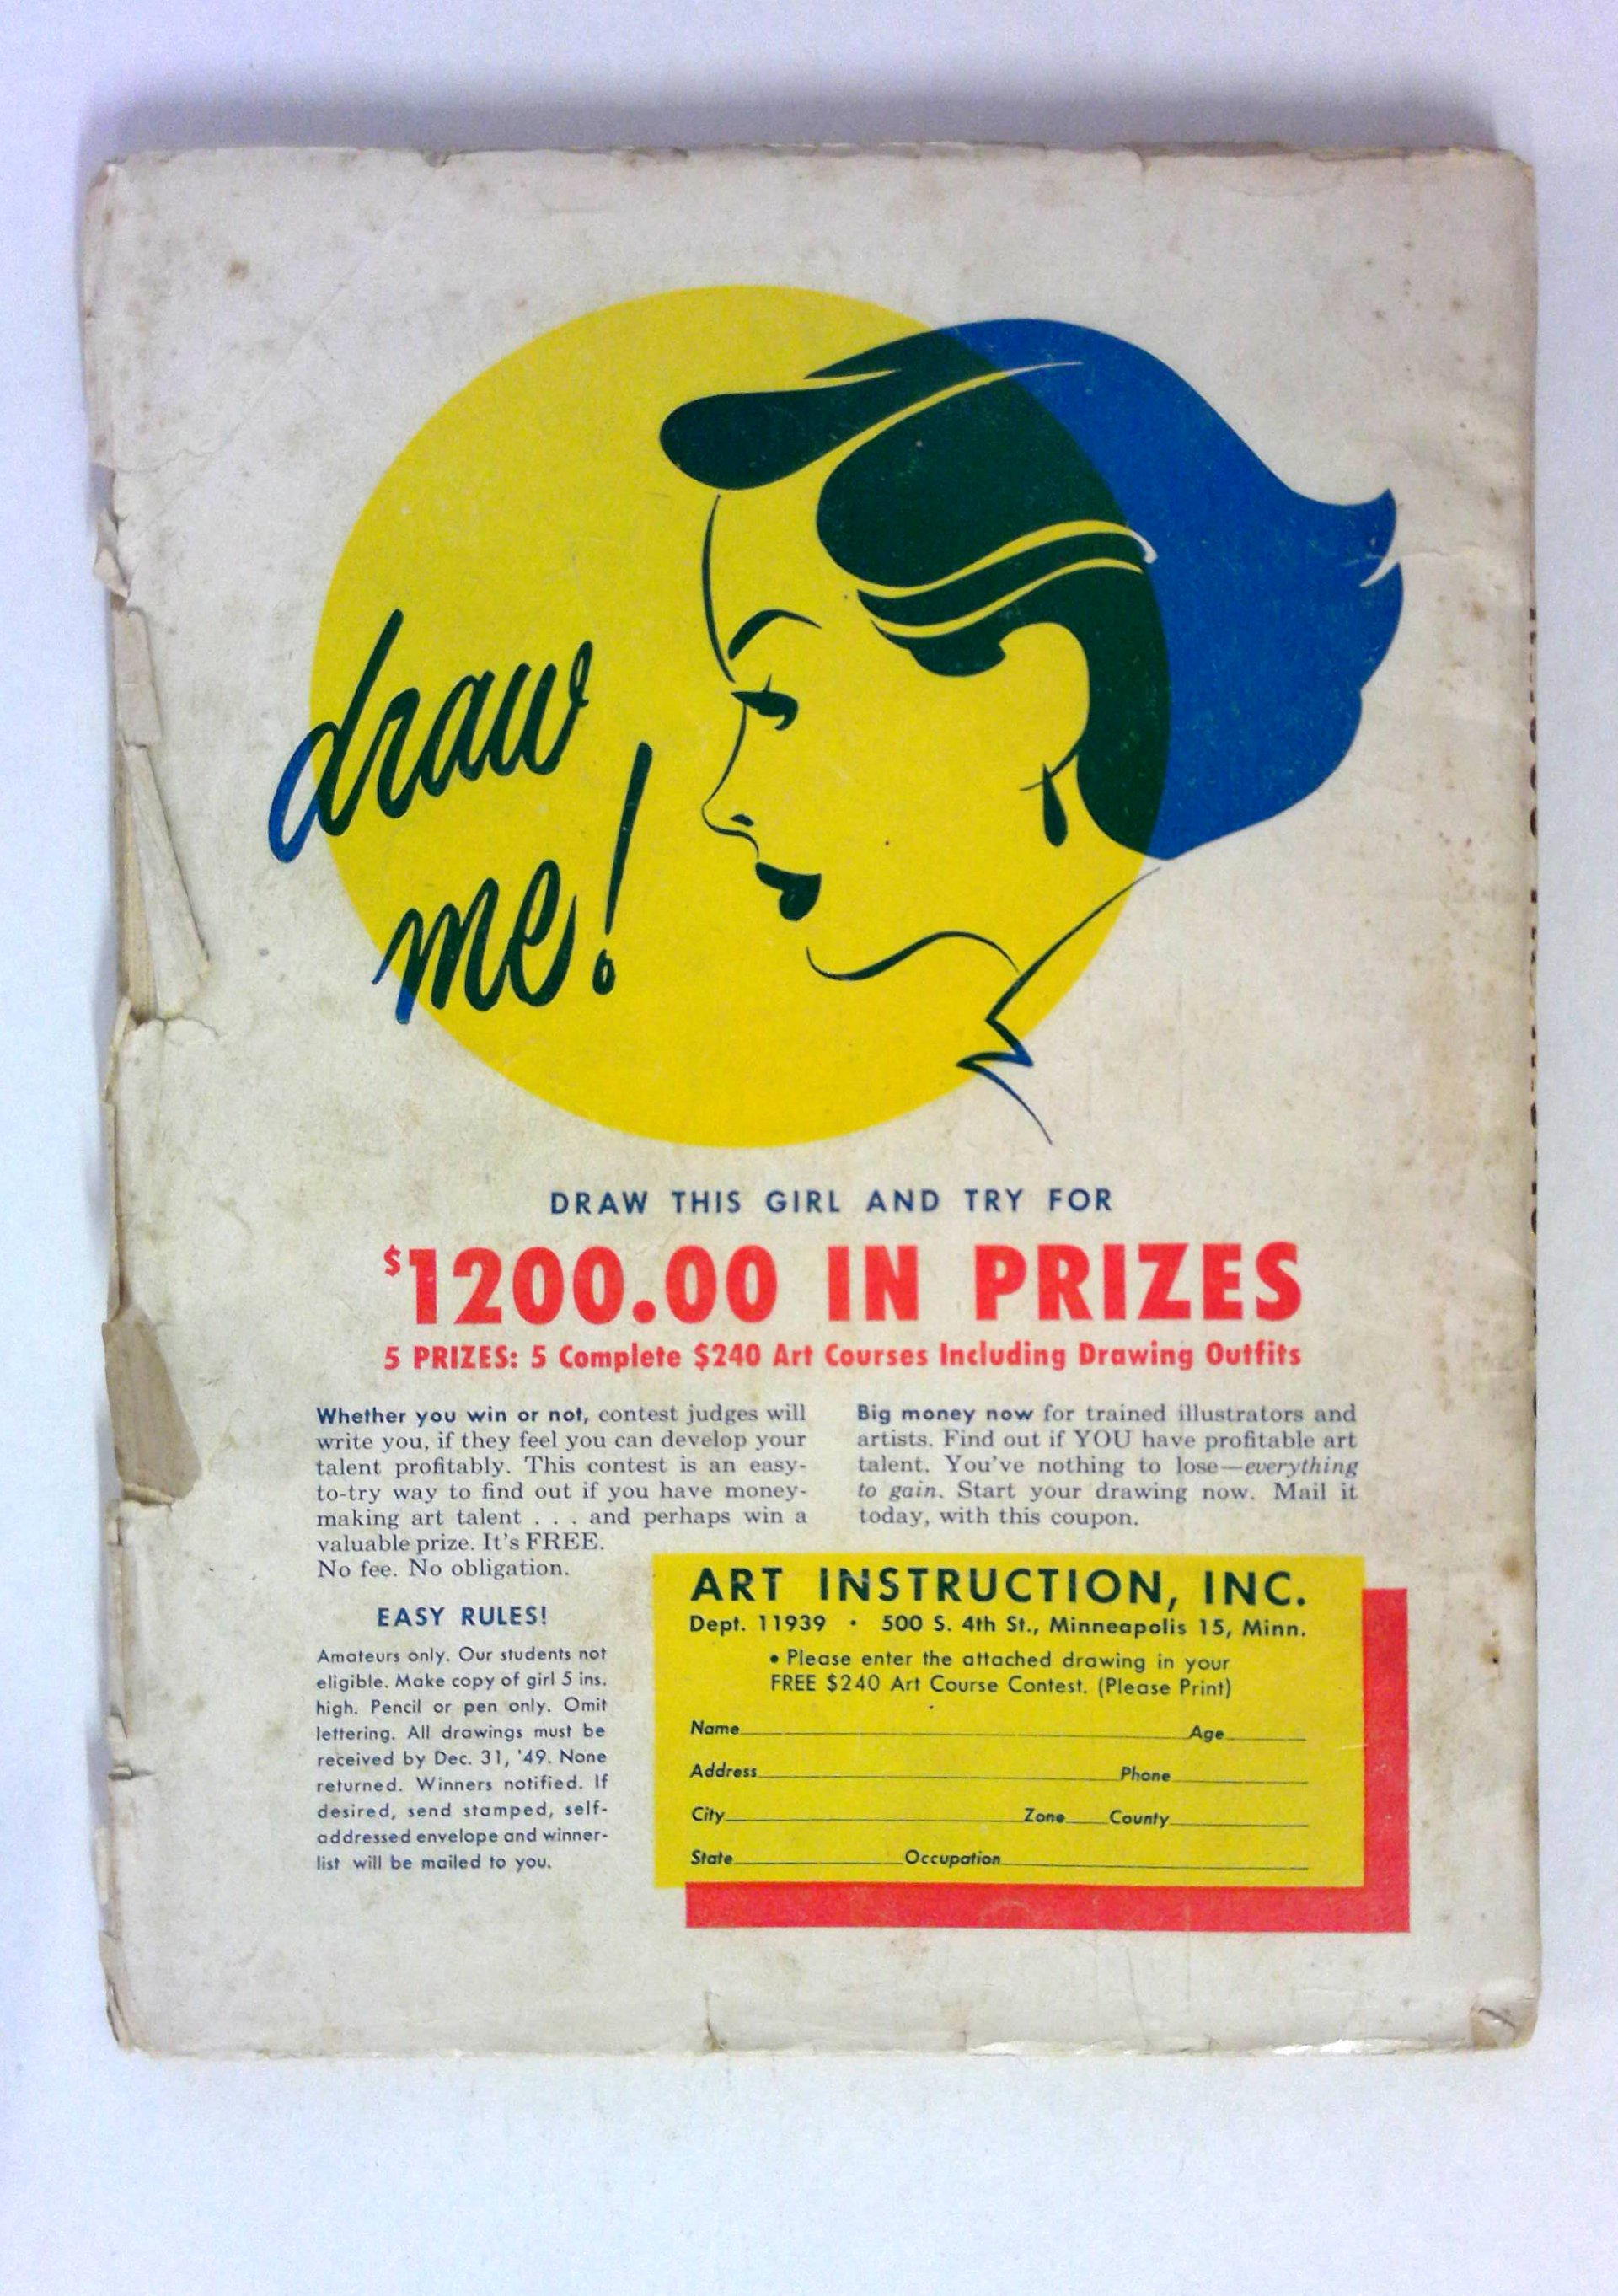 draw
me!
DRAW THIS GIRL AND TRY FOR
$1200.00 IN PRIZES
5 PRIZES: 5 Complete $240 Art Courses Including Drawing Outfits
Whether you win or not, contest judges will
write you, if they feel you can develop your
talent profitably. This contest is an easy-
to-try way to find out if you have money-
making art talent . . . and perhaps win a
valuable prize. It's FREE.
No fee. No obligation.
Big money now for trained illustrators and
artists. Find out if YOU have profitable art
talent. You've nothing to lose—everything
to gain. Start your drawing now. Mail it
today, with this coupon.
EASY RULES!
Amateurs only. Our students not
eligible. Make copy of girl 5 ins.
high. Pencil or pen only. Omit
lettering. All drawings must be
received by Dec. 31, '49. None
returned. Winners notified. If
desired, send stamped, self-
addressed envelope and winner-
list will be mailed to you.
ART INSTRUCTION, INC.
Dept. 11939 • 500 S. 4th St., Minneapolis 15, Minn.
• Please enter the attached drawing in your
FREE $240 Art Course Contest. (Please Print)
Name Age
Address Phone
City Zone County
State Occupation